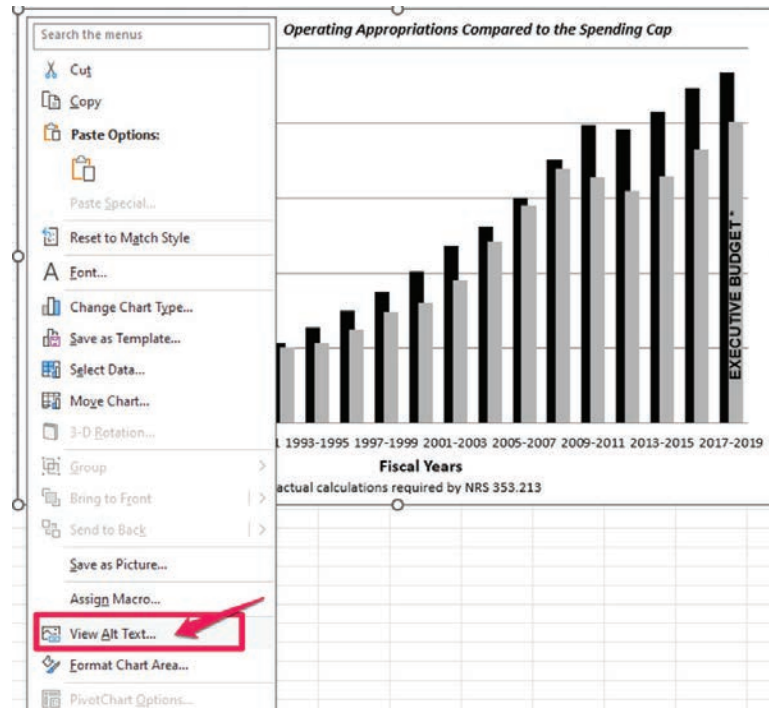 Search the menus
Cut
Copy
Paste Options:
Paste Special...
Reset to Match Style
Font...
Change Chart Type...
Save as Template...
Select Data...
Move Chart...
3-D Rotation...
Group
Bring to Front
Send to Back
Save as Picture...
Assign Macro...
View Alt Text...
Format Chart Area...
PivotChart Options...
Operating Appropriations Compared to the Spending Cap
EXECUTIVE BUDGET *
1993-1995 1997-1999 2001-2003 2005-2007 2009-2011 2013-2015 2017-2019
Fiscal Years
actual calculations required by NRS 353.213